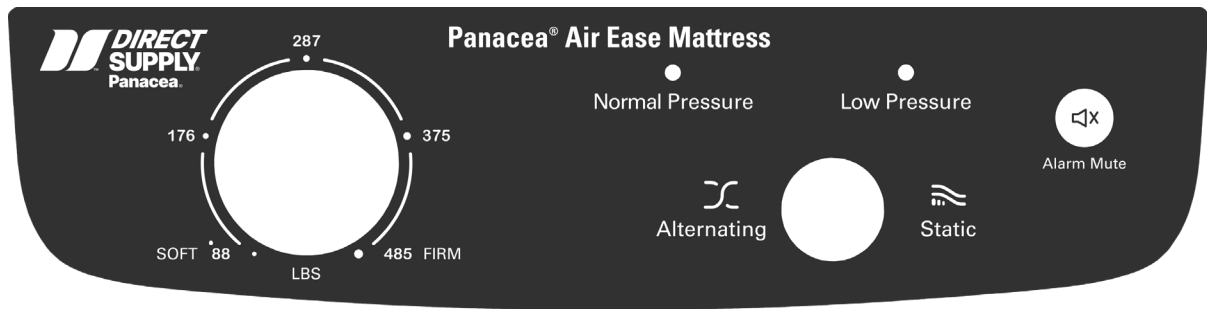 DIRECT
SUPPLY®
Panacea®
™
287
176
375
SOFT 88
485 FIRM
LBS
Panacea® Air Ease Mattress
Normal Pressure
Low Pressure
Alarm Mute
Alternating
Static